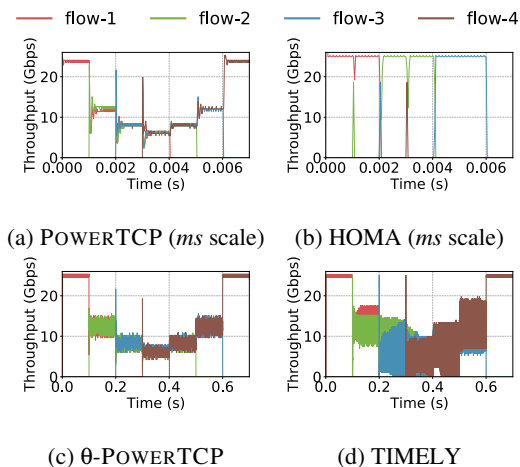 flow-1 flow-2 flow-3 flow-4
Throughput (Gbps)
20
10
0
0.000 0.002 0.004 0.006
Time (s)
(a) POWERTCP (ms scale)
Throughput (Gbps)
20
10
0
0.000 0.002 0.004 0.006
Time (s)
(b) HOMA (ms scale)
Throughput (Gbps)
20
10
0
0.0 0.2 0.4 0.6
Time (s)
(c) θ-POWERTCP
Throughput (Gbps)
20
10
0
0.0 0.2 0.4 0.6
Time (s)
(d) TIMELY